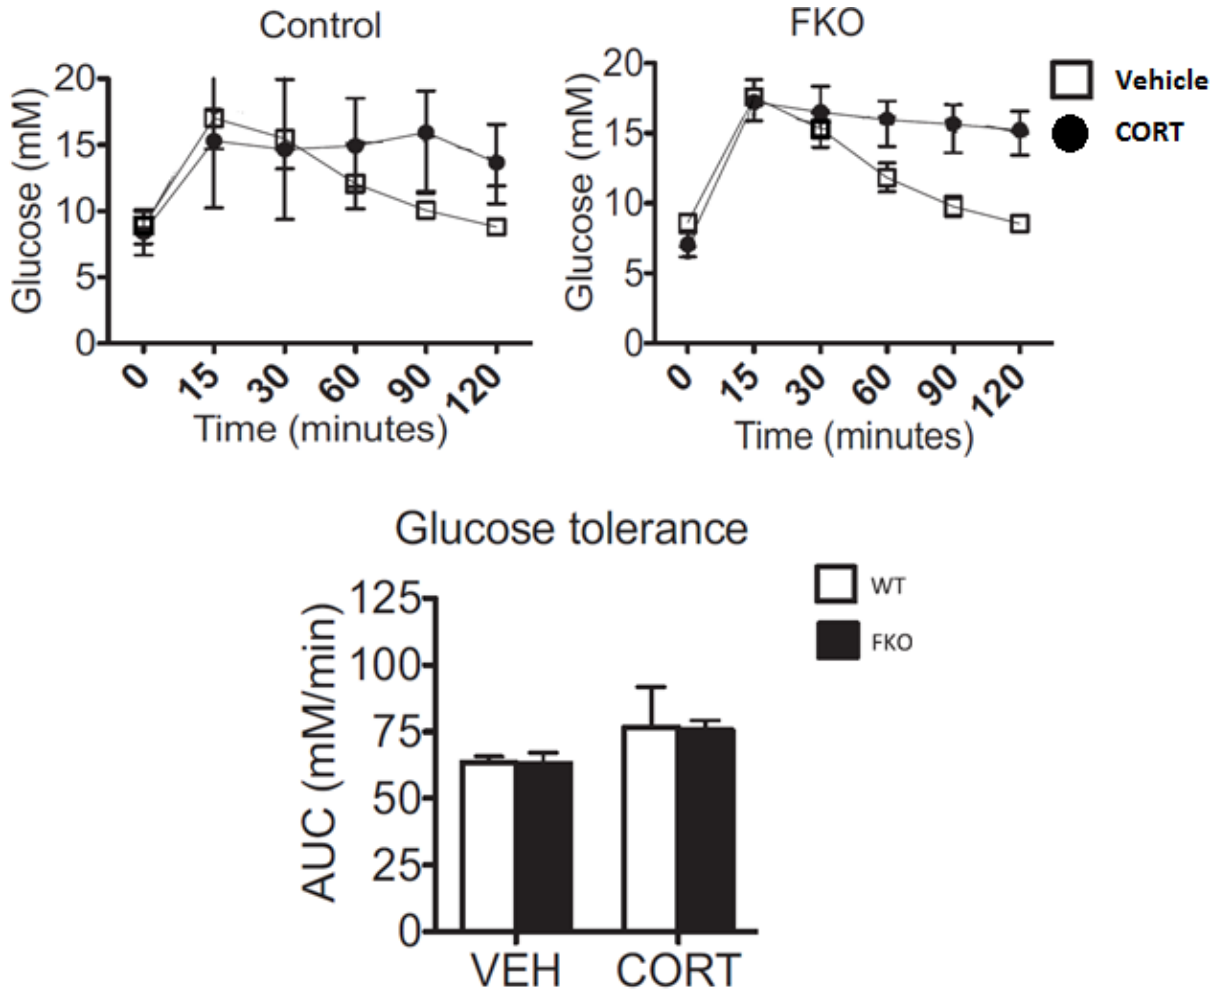 Control
Glucose (mM)
20
15
10
5
0
0 15 30 60 90 120
Time (minutes)
FKO
Glucose (mM)
20
15
10
5
0
0 15 30 60 90 120
Time (minutes)
Vehicle
CORT
Glucose tolerance
AUC (mM/min)
125
100
75
50
25
0
VEH CORT
WT
FKO